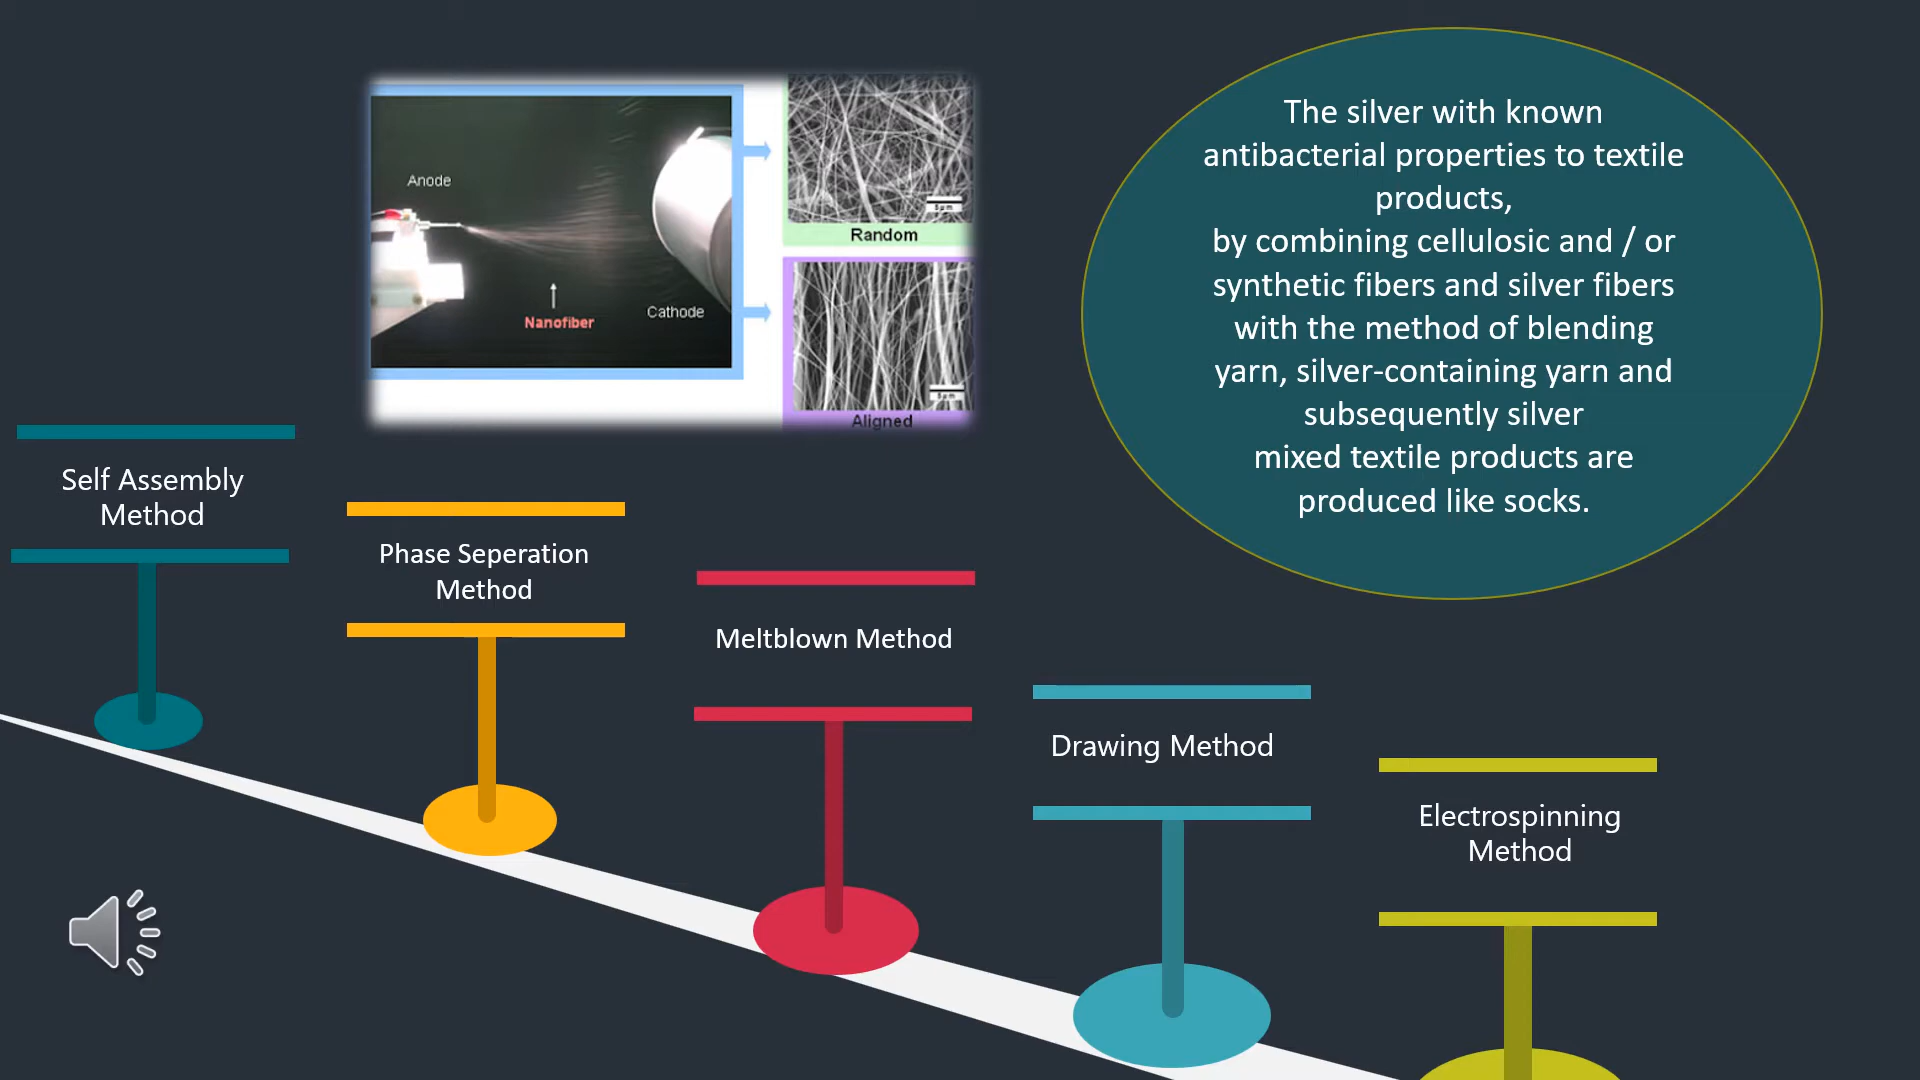 Anode
Nanofiber
Cathode
5µm
Random
5µm
Aligned
The silver with known
antibacterial properties to textile
products,
by combining cellulosic and / or
synthetic fibers and silver fibers
with the method of blending
yarn, silver-containing yarn and
subsequently silver
mixed textile products are
produced like socks.
Self Assembly
Method
Phase Seperation
Method
Meltblown Method
Drawing Method
Electrospinning
Method